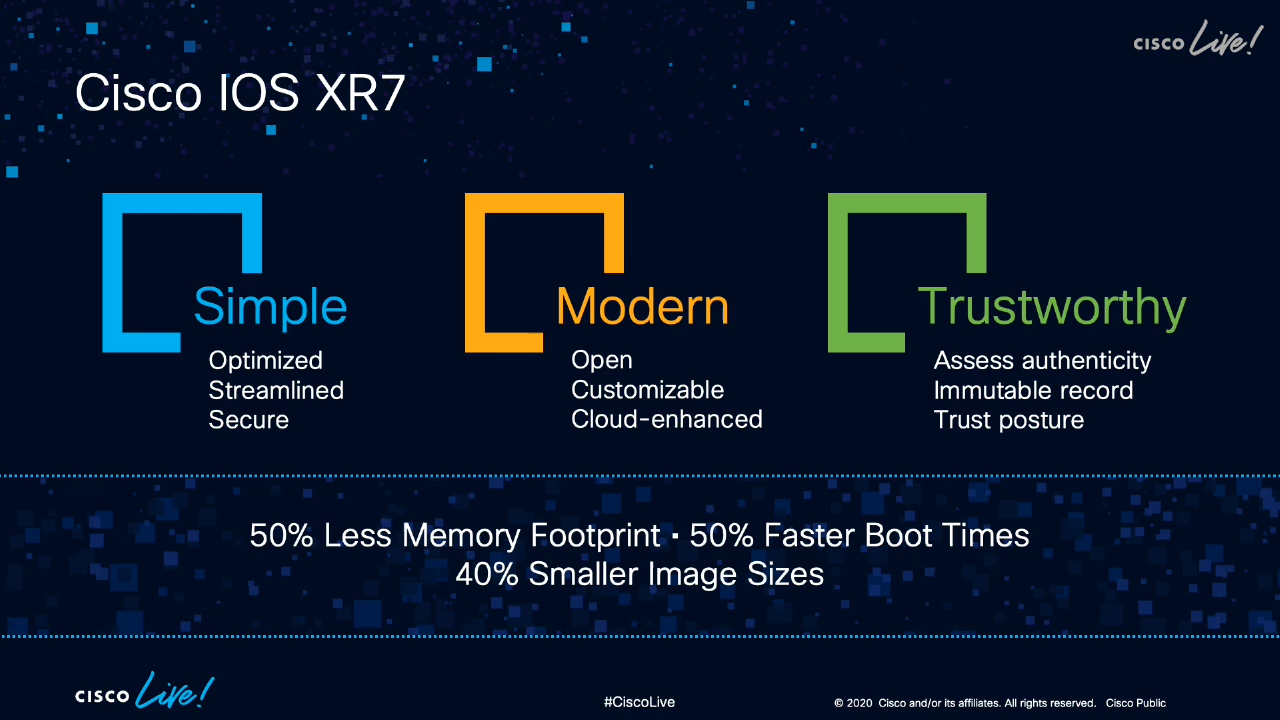 CISCO Live!
Cisco IOS XR7
Simple
Optimized
Streamlined
Secure
Modern
Open
Customizable
Cloud-enhanced
Trustworthy
Assess authenticity
Immutable record
Trust posture
50% Less Memory Footprint ▪ 50% Faster Boot Times
40% Smaller Image Sizes
CISCO Live!
#CiscoLive
© 2020 Cisco and/or its affiliates. All rights reserved. Cisco Public